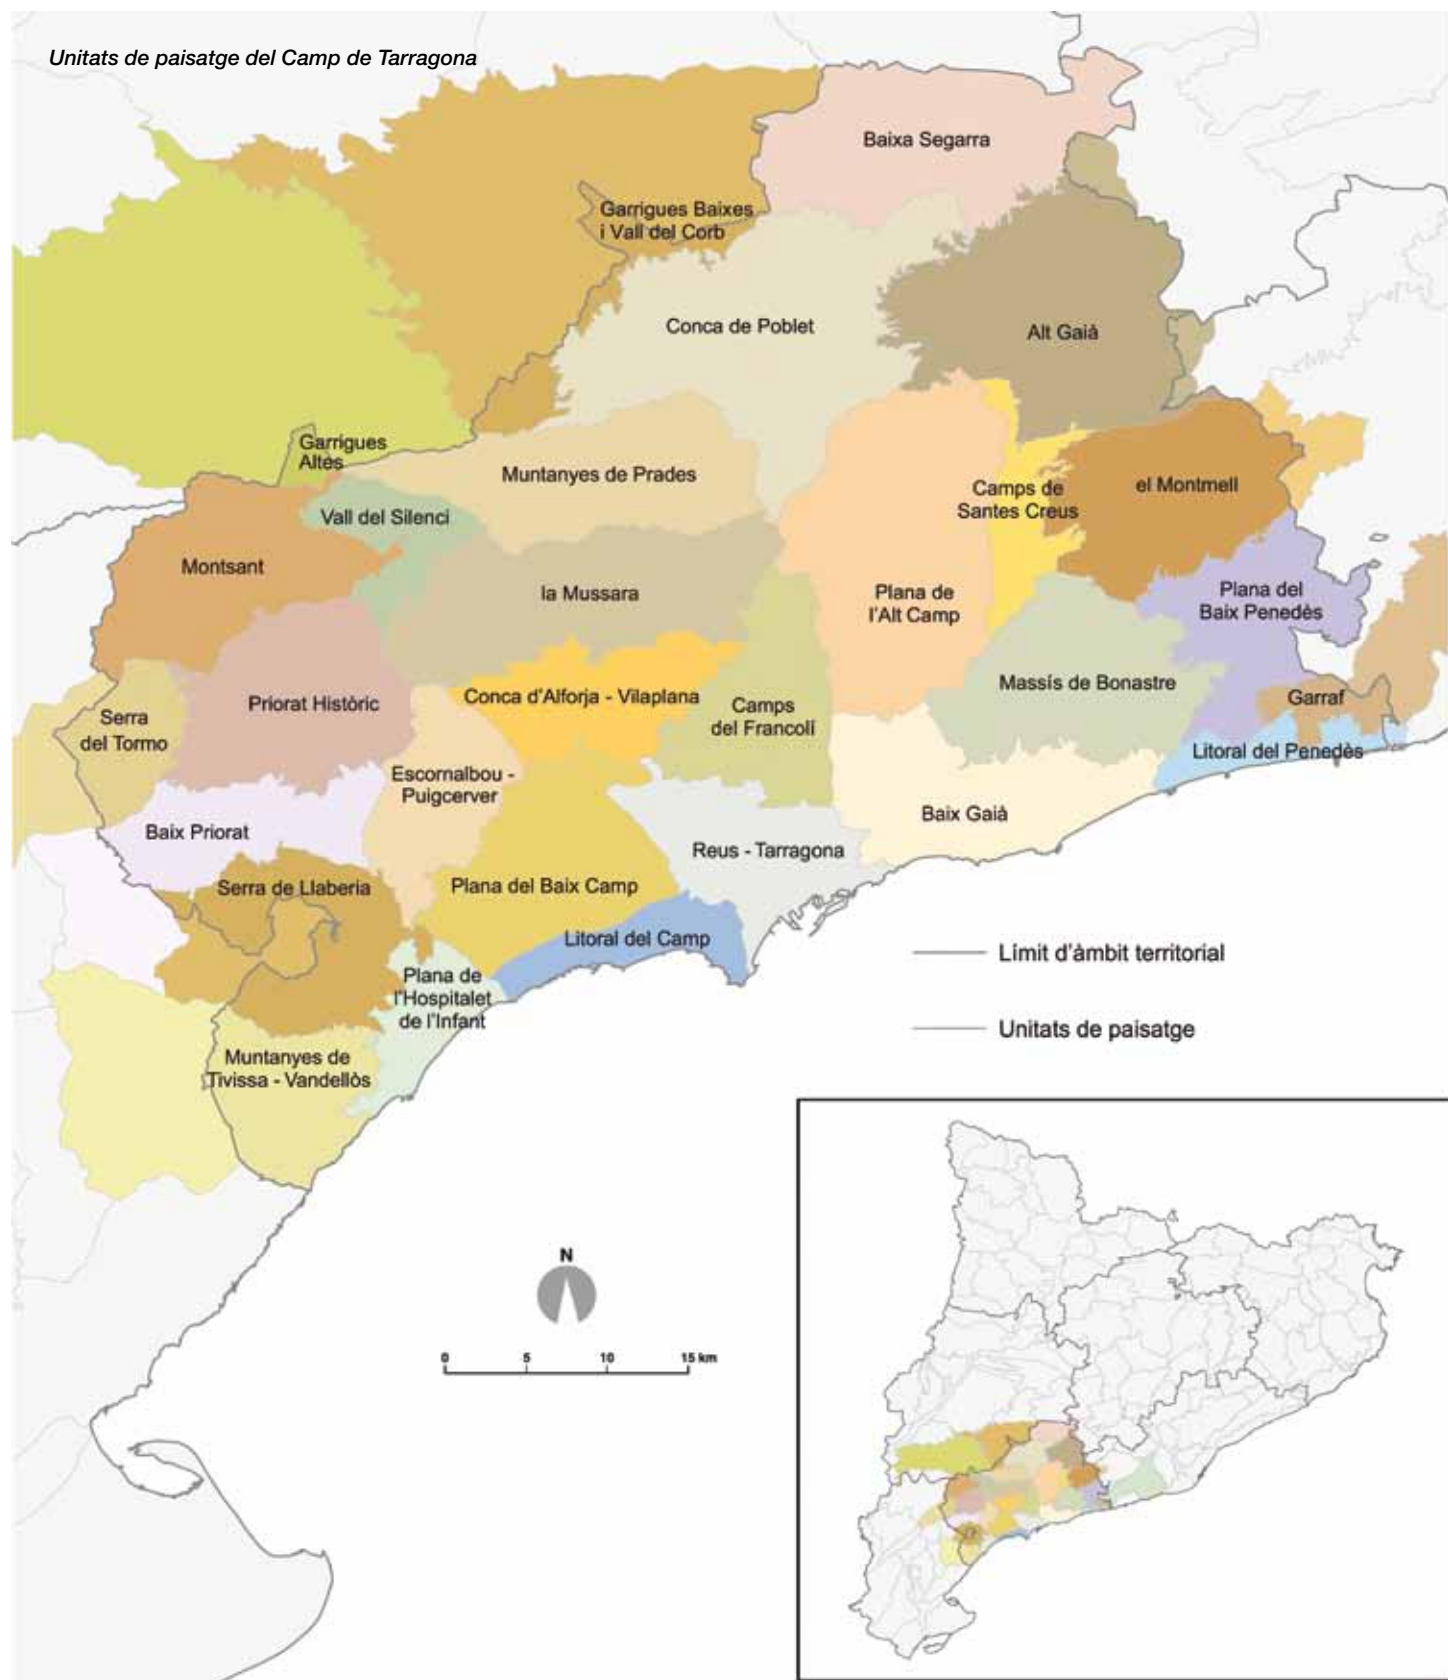 Unitats de paisatge del Camp de Tarragona
Baixa Segarra
Garrigues Baixes
i Vall del Corb
Conca de Poblet
Alt Gaià
Garrigues
Altes
Muntanyes de Prades
Camps de
Santes Creus
el Montmell
Vall del Silenci
Montsant
la Mussara
Plana de
l'Alt Camp
Plana del
Baix Penedès
Massís de Bonastre
Priorat Històric
Conca d'Alforja - Vilaplana
Camps
del Francolí
Garraf
Serra
del Tormo
Litoral del Penedès
Escornalbou -
Puigcerver
Baix Gaià
Baix Priorat
Reus - Tarragona
Serra de Llaberia
Plana del Baix Camp
Litoral del Camp
Límit d'àmbit territorial
Plana de
l'Hospitalet
de l'Infant
Unitats de paisatge
Muntanyes de
Tivissa - Vandellòs
N
0 5 10 15 km